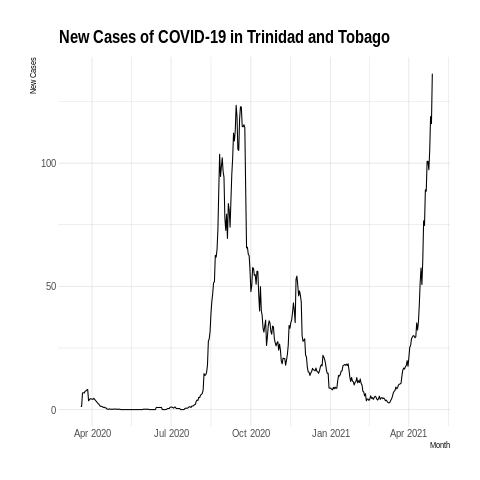 New Cases of COVID-19 in Trinidad and Tobago
New Cases
100
50
0
Apr 2020 Jul 2020 Oct 2020 Jan 2021 Apr 2021
Month